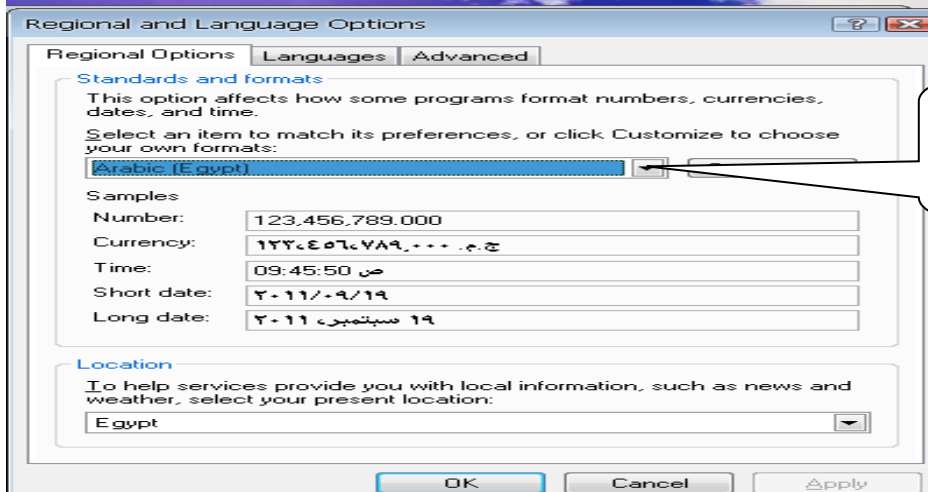 Regional and Language Options
Regional Options Languages Advanced
Standards and formats
This option affects how some programs format numbers, currencies,
dates, and time.
Select an item to match its preferences, or click Customize to choose
your own formats:
Arabic (Egypt)
Samples
Number: 123,456,789.000
Currency: ج.م. ١٢٣،٤٥٦،٧٨٩,٠٠٠
Time: 09:45:50 ص
Short date: ٢٠١١/٠٩/١٩
Long date: ١٩ سبتمبر، ٢٠١١
Location
To help services provide you with local information, such as news and
weather, select your present location:
Egypt
OK Cancel Apply